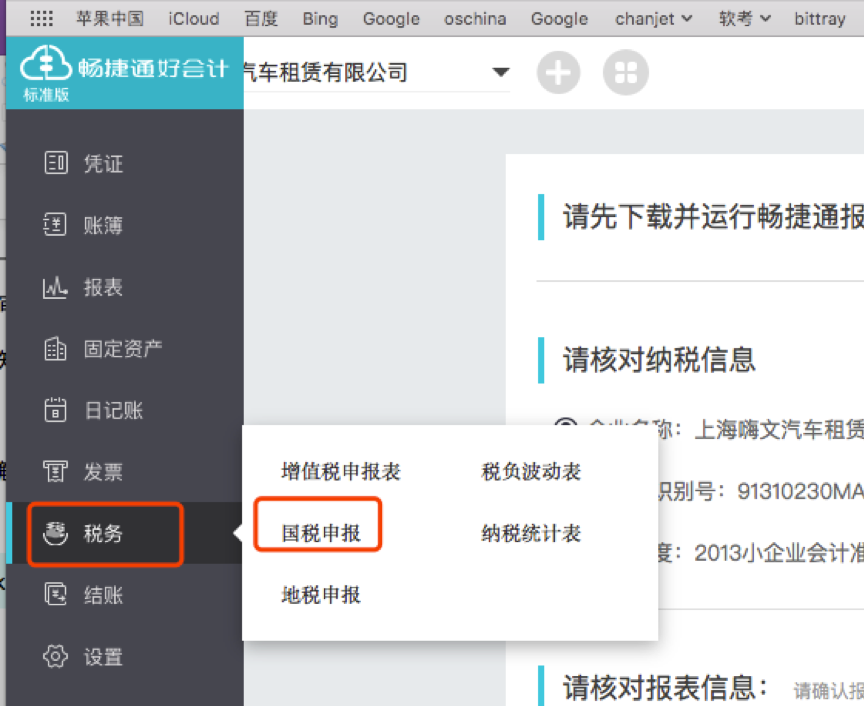 苹果中国 iCloud 百度 Bing Google oschina Google chanjet 软考 bittray
畅捷通好会计
标准版
汽车租赁有限公司
凭证
账簿
报表
固定资产
日记账
发票
税务
结账
设置
增值税申报表 税负波动表
国税申报 纳税统计表
地税申报
请先下载并运行畅捷通报
请核对纳税信息
企业名称：上海嗨文汽车租赁
识别号：91310230MA
度：2013小企业会计准
请核对报表信息： 请确认报